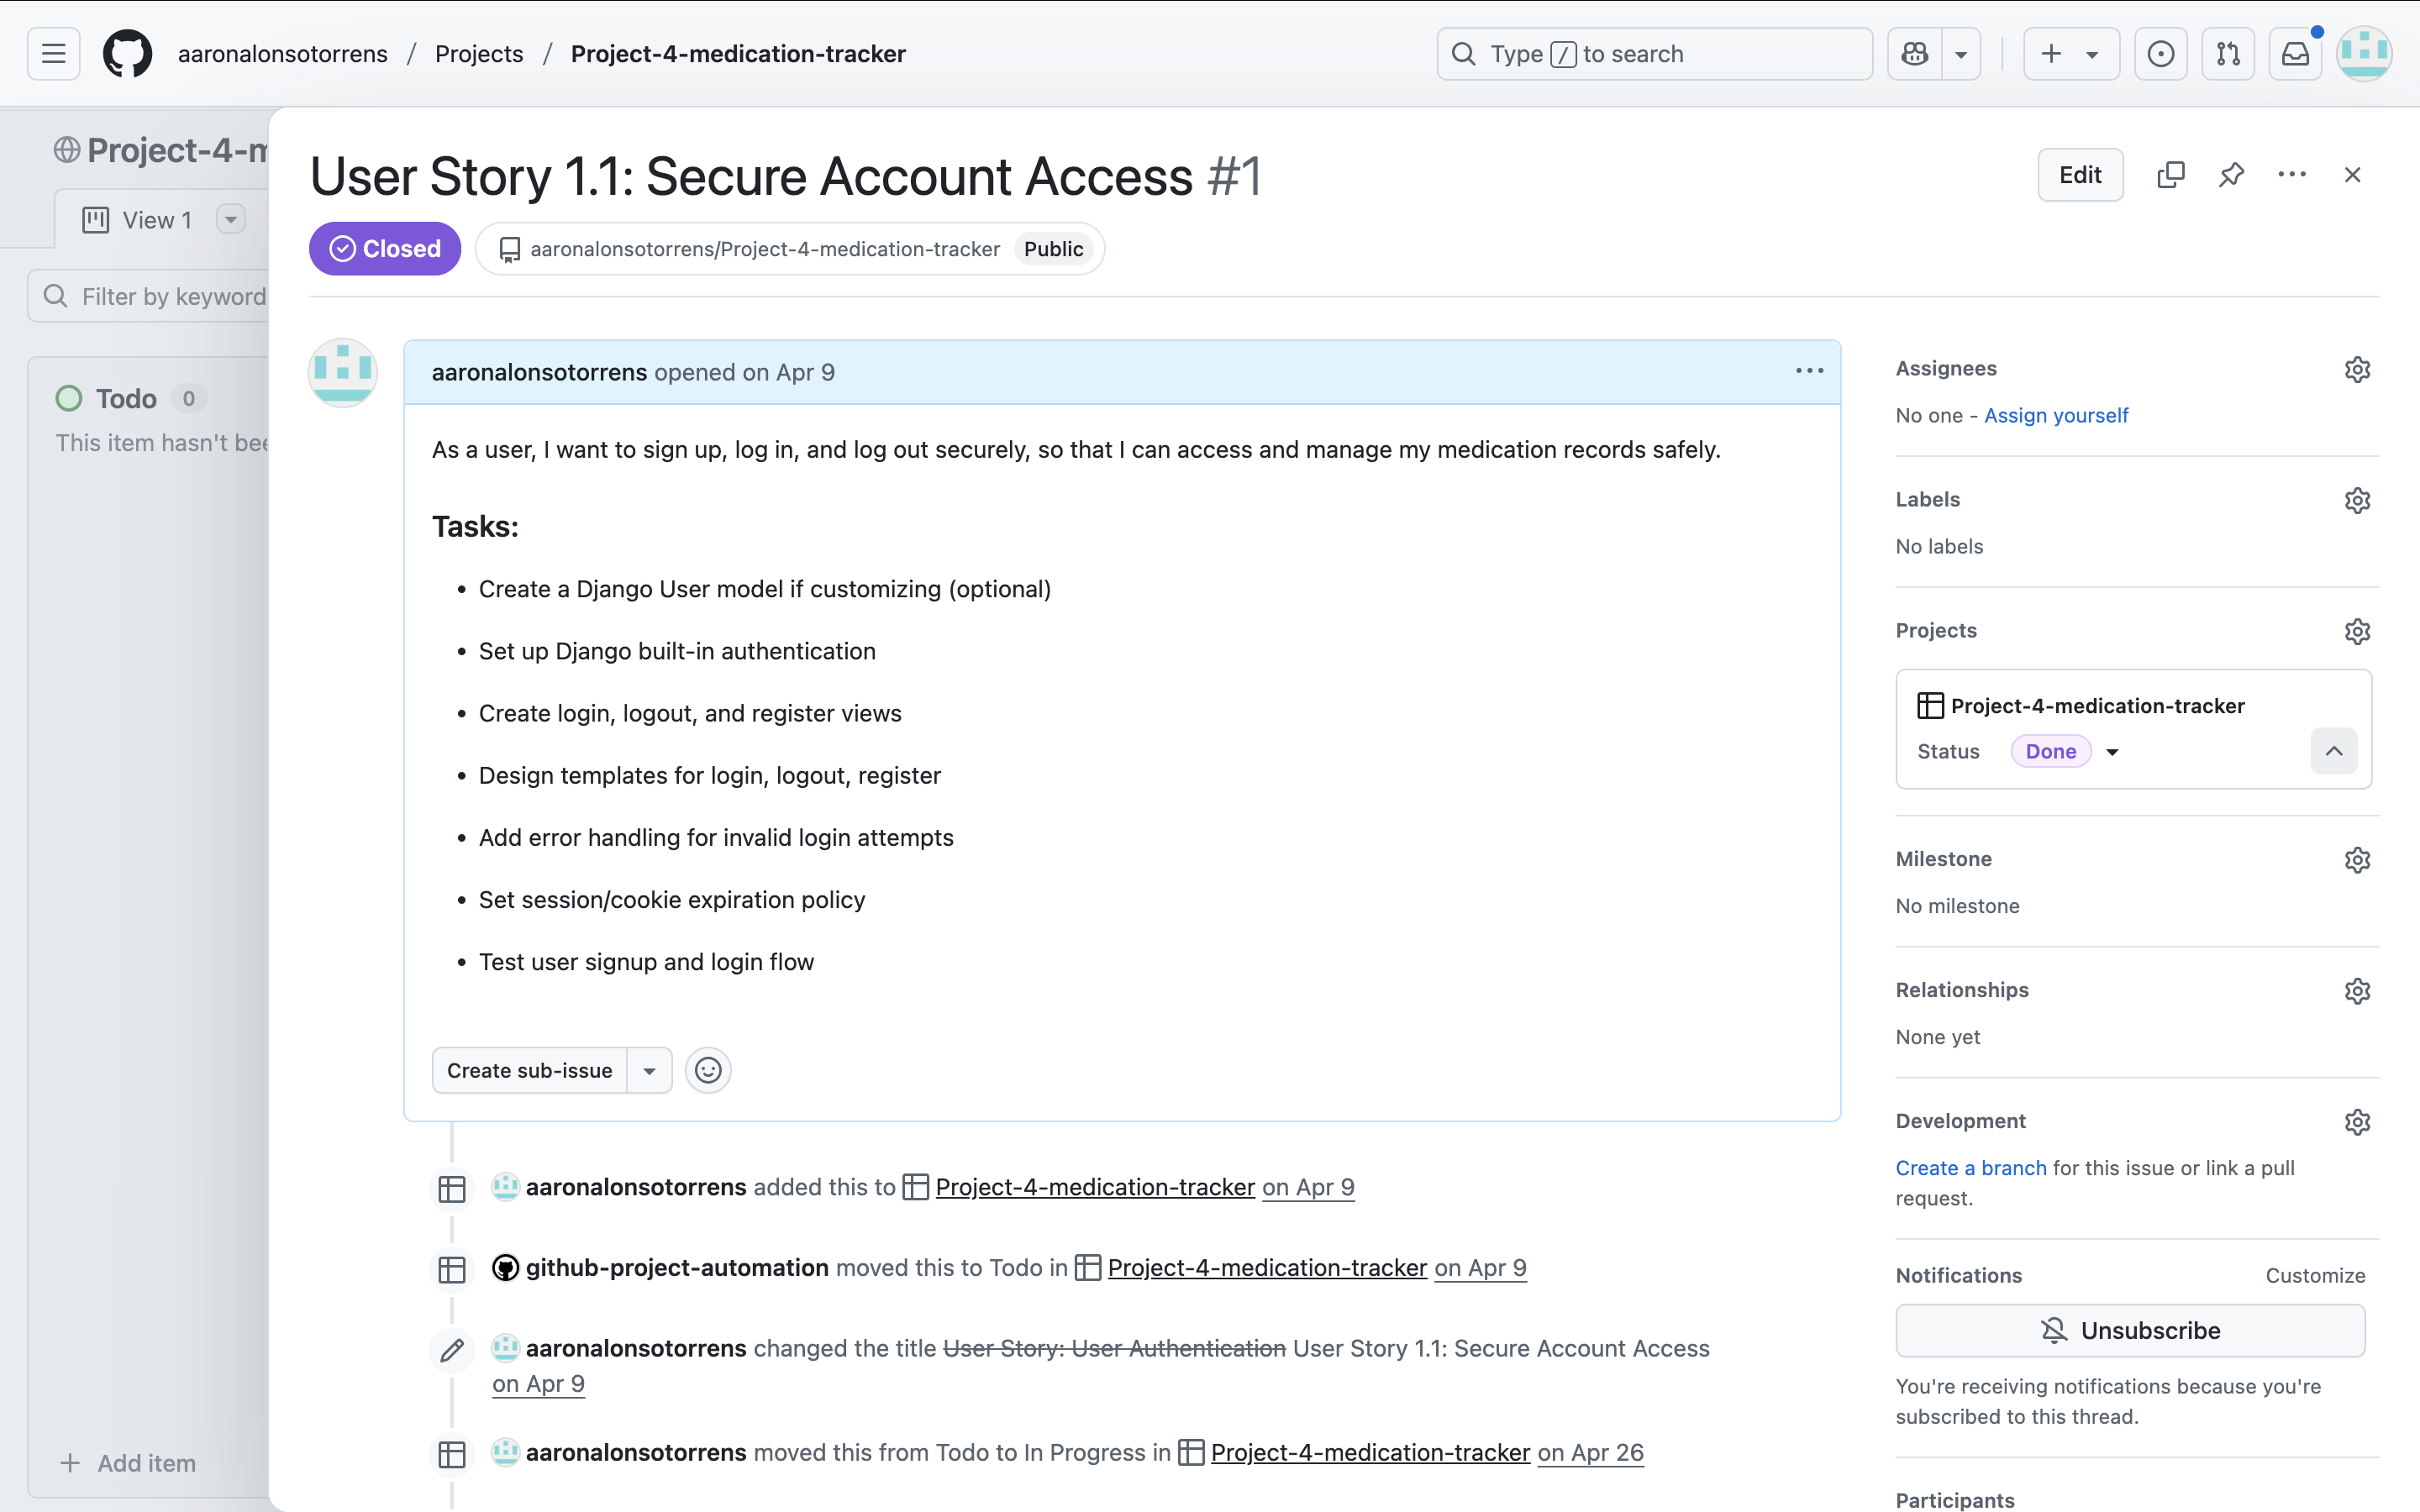 aaronalonsotorrens / Projects / Project-4-medication-tracker
Type / to search
Project-4-m
View 1
Filter by keyword
Todo 0
This item hasn't bee
Add item
User Story 1.1: Secure Account Access #1
Edit
Closed
aaronalonsotorrens/Project-4-medication-tracker Public
aaronalonsotorrens opened on Apr 9
As a user, I want to sign up, log in, and log out securely, so that I can access and manage my medication records safely.
Tasks:
• Create a Django User model if customizing (optional)
• Set up Django built-in authentication
• Create login, logout, and register views
• Design templates for login, logout, register
• Add error handling for invalid login attempts
• Set session/cookie expiration policy
• Test user signup and login flow
Create sub-issue
aaronalonsotorrens added this to Project-4-medication-tracker on Apr 9
github-project-automation moved this to Todo in Project-4-medication-tracker on Apr 9
aaronalonsotorrens changed the title User Story: User Authentication User Story 1.1: Secure Account Access
on Apr 9
aaronalonsotorrens moved this from Todo to In Progress in Project-4-medication-tracker on Apr 26
Assignees
No one - Assign yourself
Labels
No labels
Projects
Project-4-medication-tracker
Status Done
Milestone
No milestone
Relationships
None yet
Development
Create a branch for this issue or link a pull
request.
Notifications Customize
Unsubscribe
You're receiving notifications because you're
subscribed to this thread.
Participants